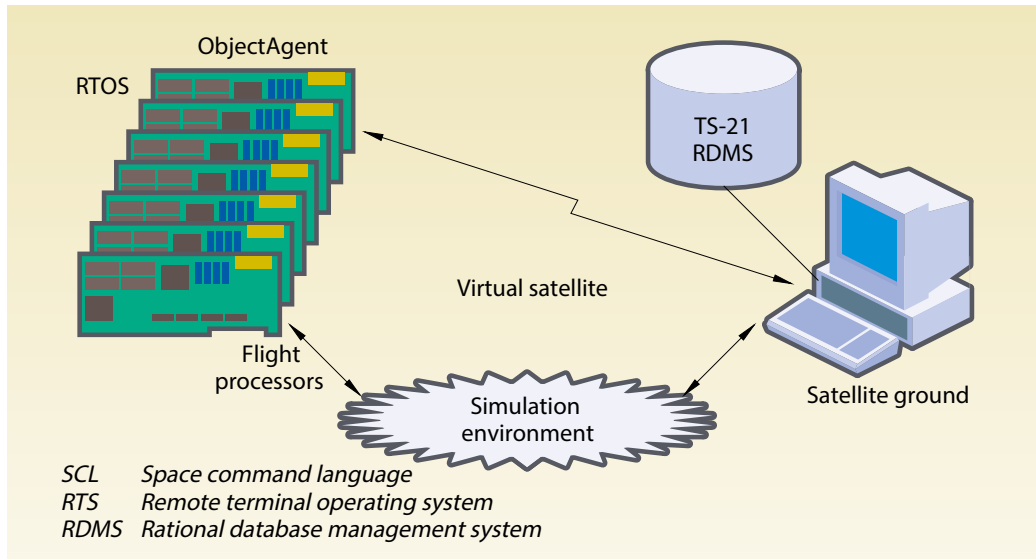 ObjectAgent
RTOS
TS-21
RDMS
Virtual satellite
Flight
processors
Satellite ground
Simulation
environment
SCL Space command language
RTS Remote terminal operating system
RDMS Rational database management system